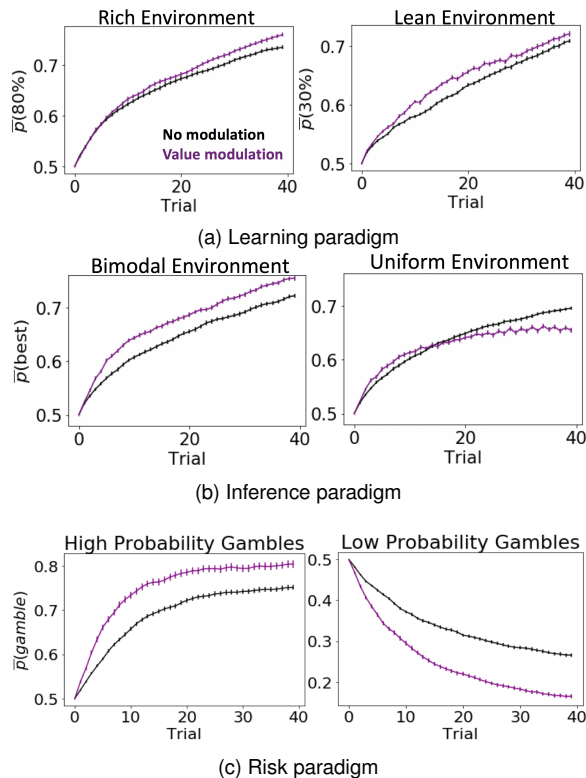 Rich Environment
Lean Environment
p̅(80%)
0.7
0.6
0.5
No modulation
Value modulation
0
20
40
Trial
p̅(30%)
0.7
0.6
0.5
0
20
40
Trial
(a) Learning paradigm
Bimodal Environment
Uniform Environment
p̅(best)
0.7
0.6
0.5
0
20
40
Trial
0.7
0.6
0.5
0
20
40
Trial
(b) Inference paradigm
High Probability Gambles
Low Probability Gambles
p̅(gamble)
0.8
0.7
0.6
0.5
0
10
20
30
40
Trial
0.5
0.4
0.3
0.2
0
10
20
30
40
Trial
(c) Risk paradigm